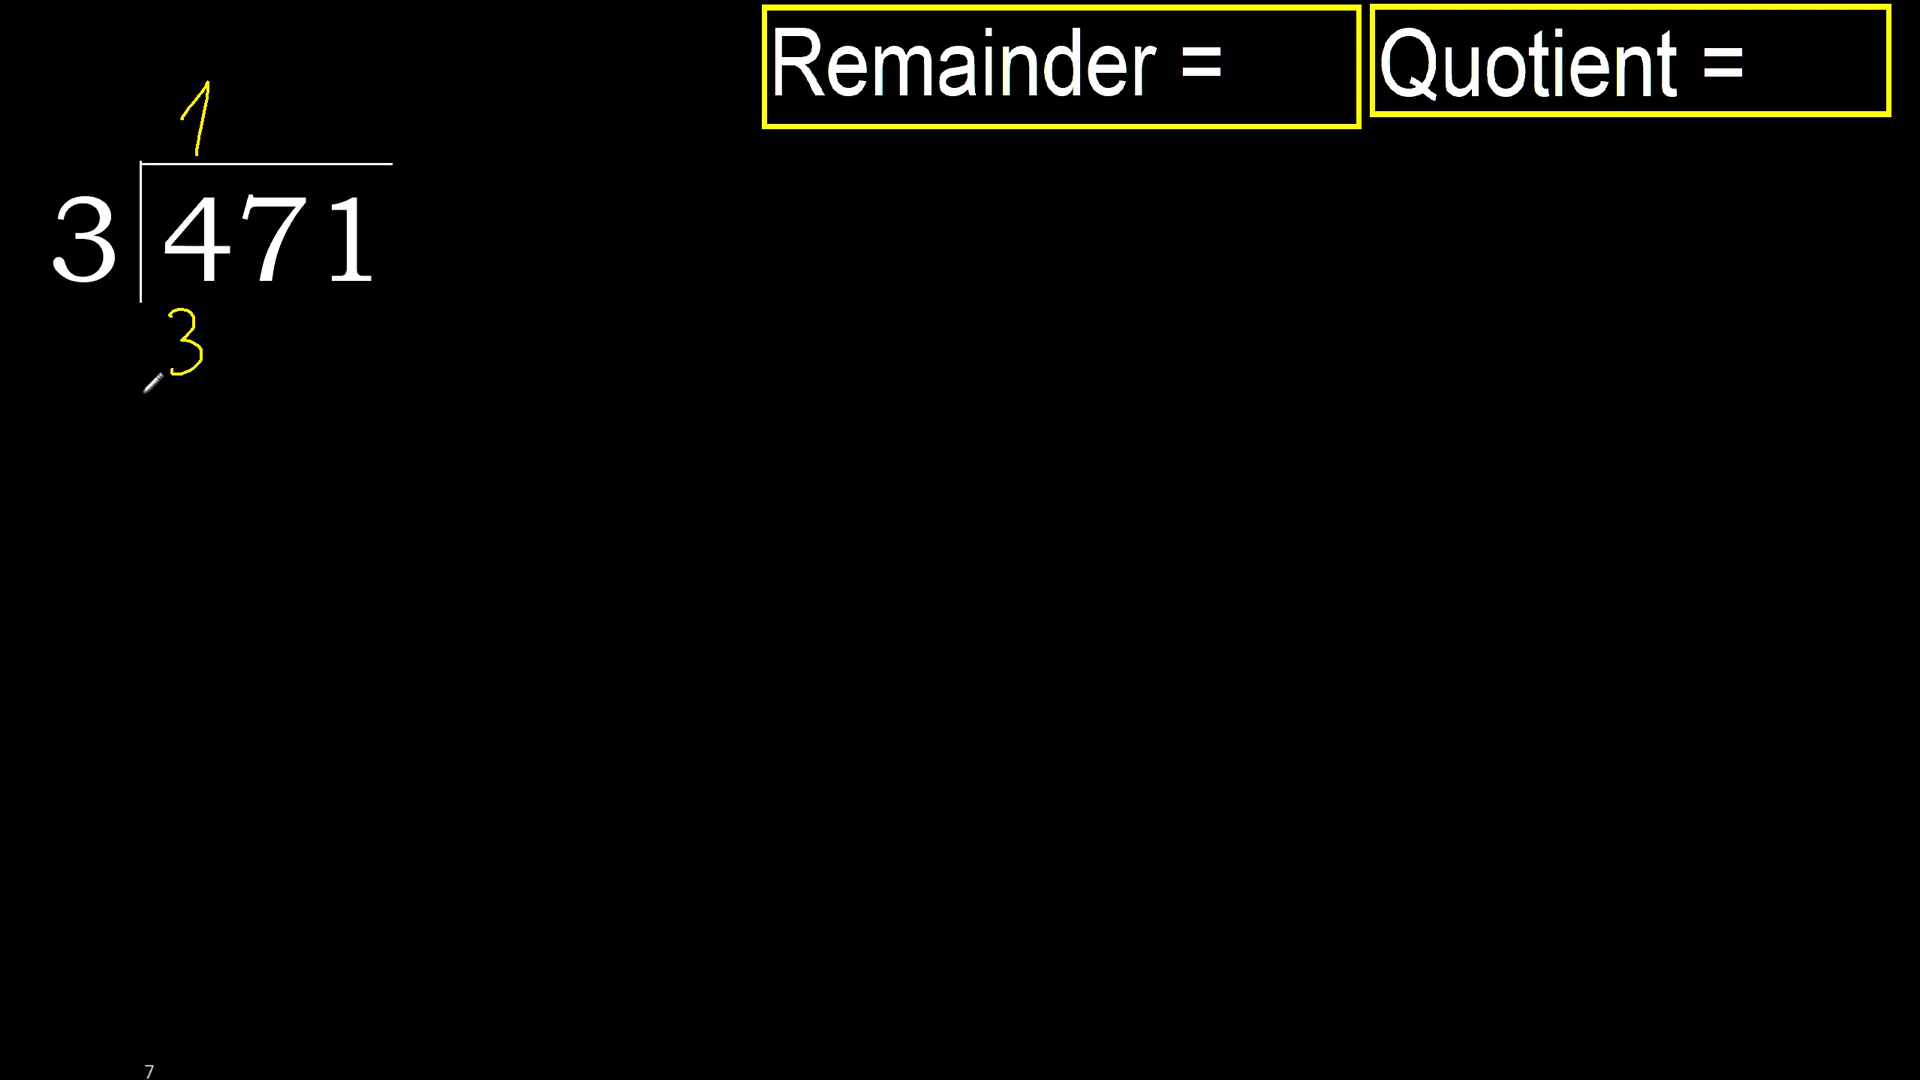 Remainder =
Quotient =
1
3 471
3
7